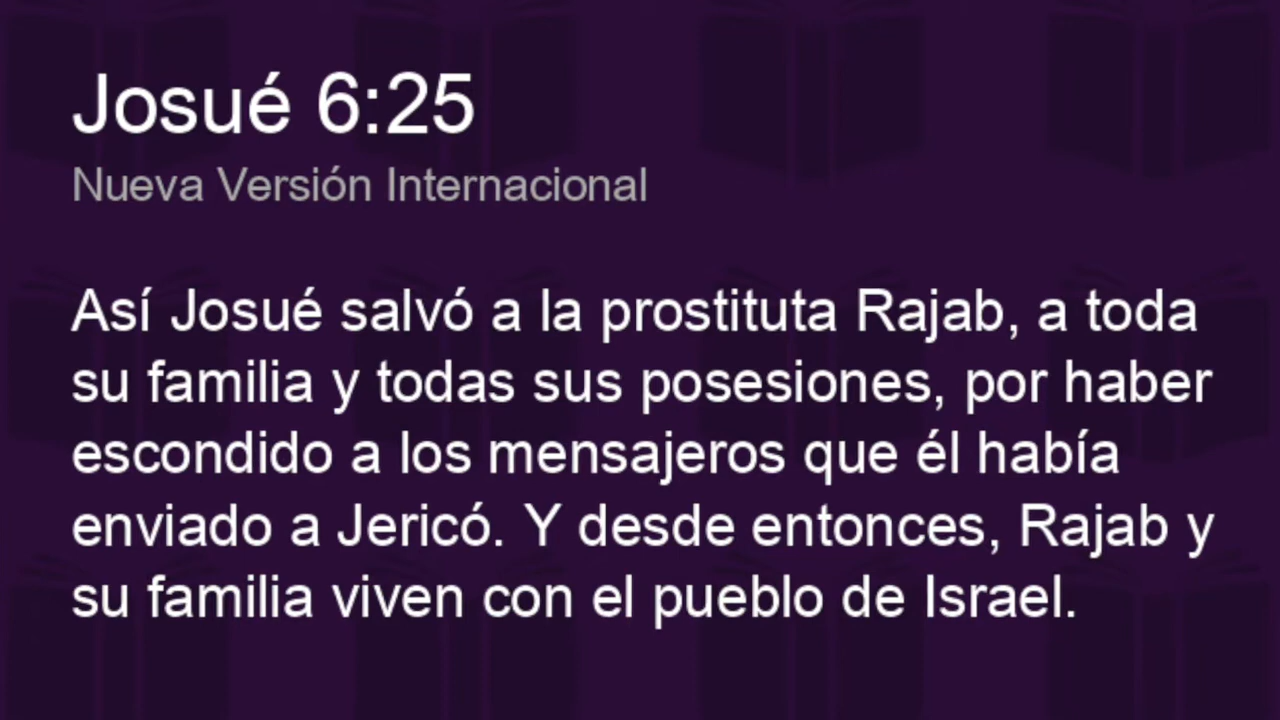 Josué 6:25
Nueva Versión Internacional
Así Josué salvó a la prostituta Rajab, a toda
su familia y todas sus posesiones, por haber
escondido a los mensajeros que él había
enviado a Jericó. Y desde entonces, Rajab y
su familia viven con el pueblo de Israel.